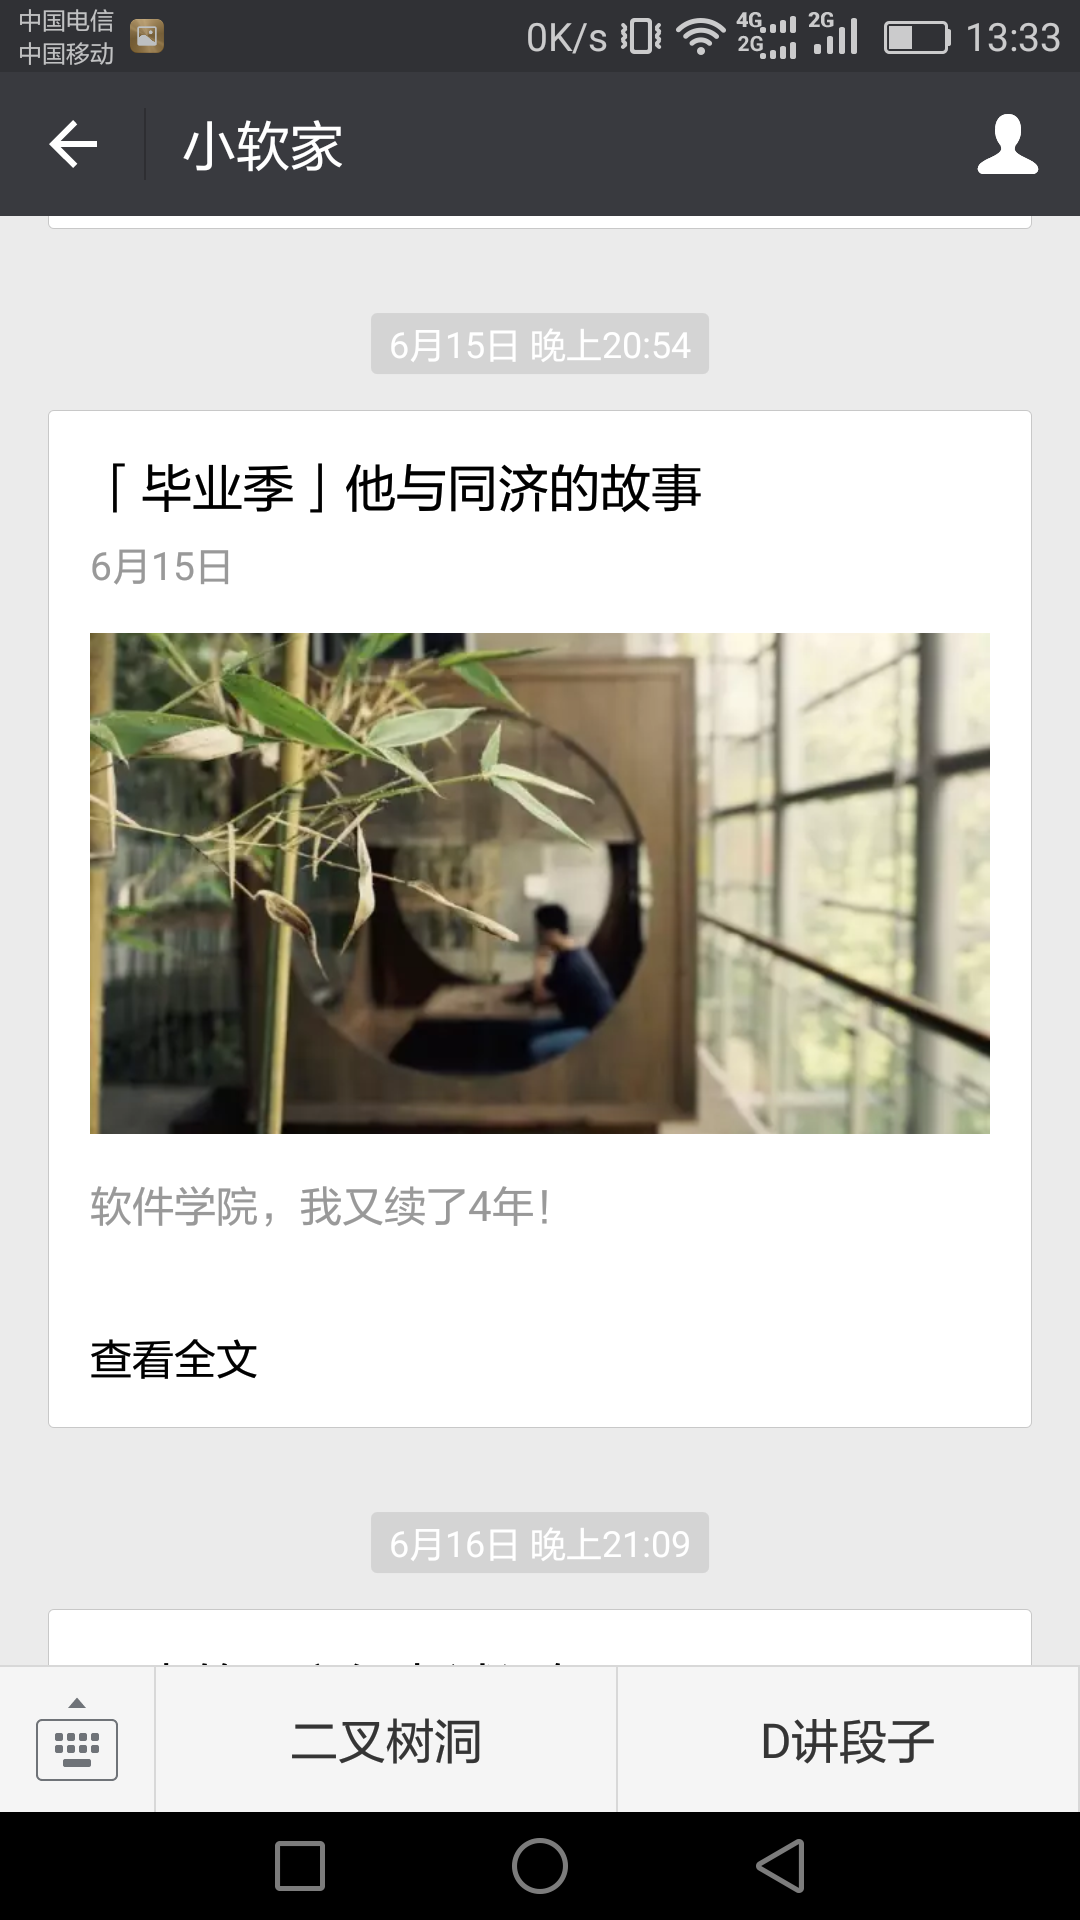 中国电信
中国移动
0K/s 4G 2G 2G 13:33
小软家
6月15日 晚上20:54
「毕业季」他与同济的故事
6月15日
软件学院，我又续了4年！
查看全文
6月16日 晚上21:09
二叉树洞
D讲段子